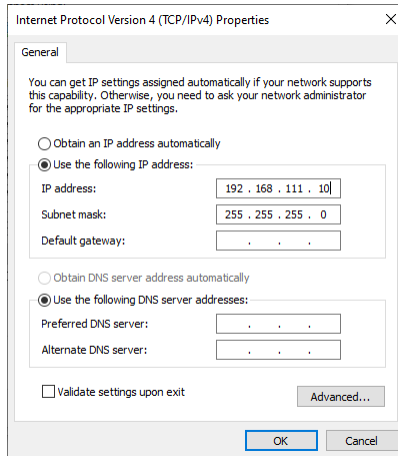 Internet Protocol Version 4 (TCP/IPv4) Properties
General
You can get IP settings assigned automatically if your network supports
this capability. Otherwise, you need to ask your network administrator
for the appropriate IP settings.
Obtain an IP address automatically
Use the following IP address:
IP address: 192 . 168 . 111 . 10
Subnet mask: 255 . 255 . 255 . 0
Default gateway: . . .
Obtain DNS server address automatically
Use the following DNS server addresses:
Preferred DNS server: . . .
Alternate DNS server: . . .
Validate settings upon exit
Advanced...
OK Cancel